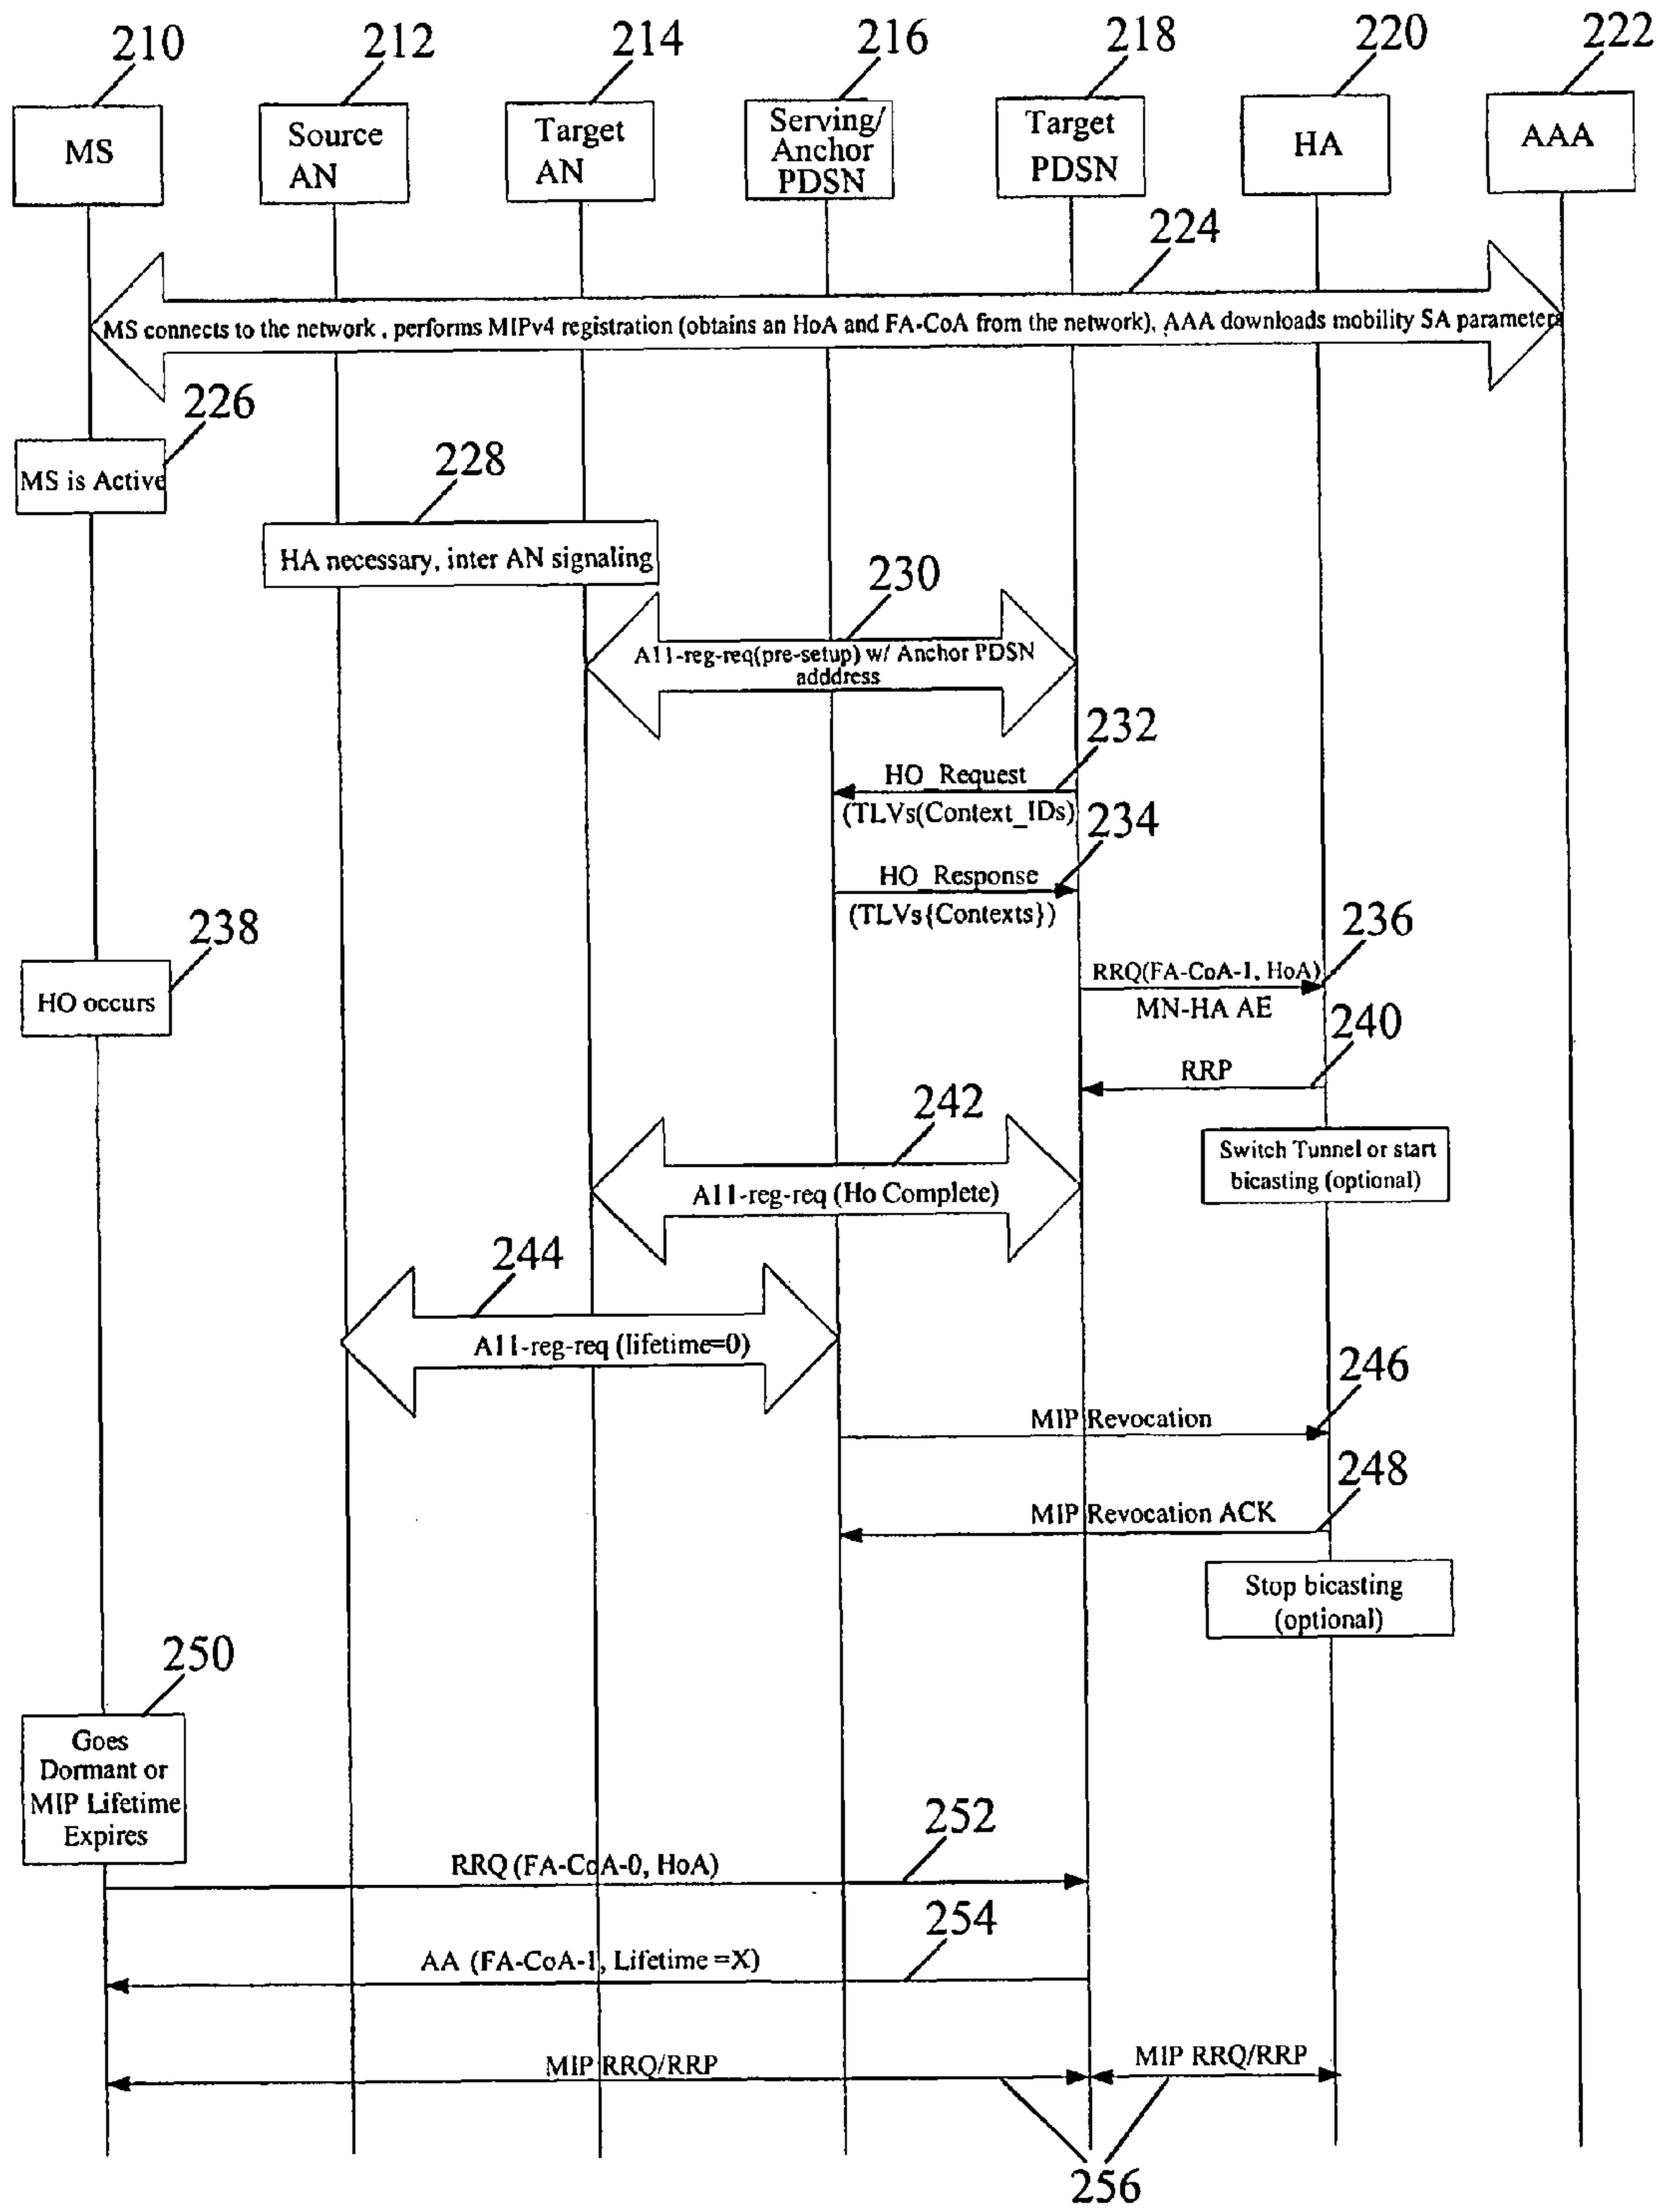 210 212 214 216 218 220 222
MS
Source
AN
Target
AN
Serving/
Anchor
PDSN
Target
PDSN
HA
AAA
224
MS connects to the network, performs MIPv4 registration (obtains an HoA and FA-CoA from the network), AAA downloads mobility SA parameters
226
MS is Active
228
HA necessary, inter AN signaling
230
A11-reg-req(pre-setup) w/ Anchor PDSN
adddress
232
HO Request
(TLVs(Context_IDs)
234
HO Response
(TLVs{Contexts})
236
RRQ(FA-CoA-1, HoA)
MN-HA AE
238
HO occurs
240
RRP
Switch Tunnel or start
bicasting (optional)
242
A11-reg-req (Ho Complete)
244
A11-reg-req (lifetime=0)
246
MIP Revocation
248
MIP Revocation ACK
Stop bicasting
(optional)
250
Goes
Dormant or
MIP Lifetime
Expires
252
RRQ (FA-CoA-0, HoA)
254
AA (FA-CoA-1, Lifetime =X)
MIP RRQ/RRP
MIP RRQ/RRP
256